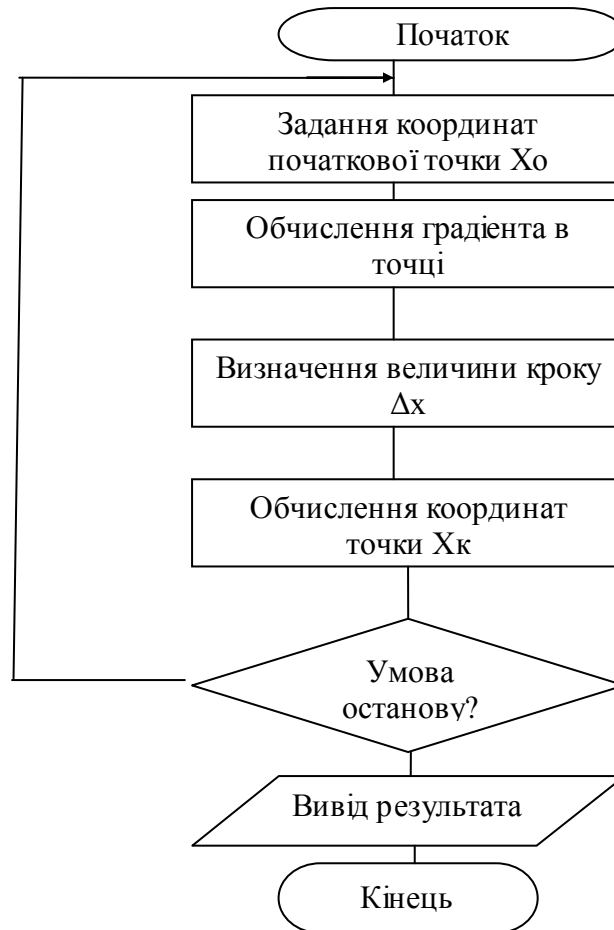 Початок
Задання координат
початкової точки Хо
Обчислення градієнта в
точці
Визначення величини кроку
Δх
Обчислення координат
точки Хк
Умова
останову?
Вивід результата
Кінець